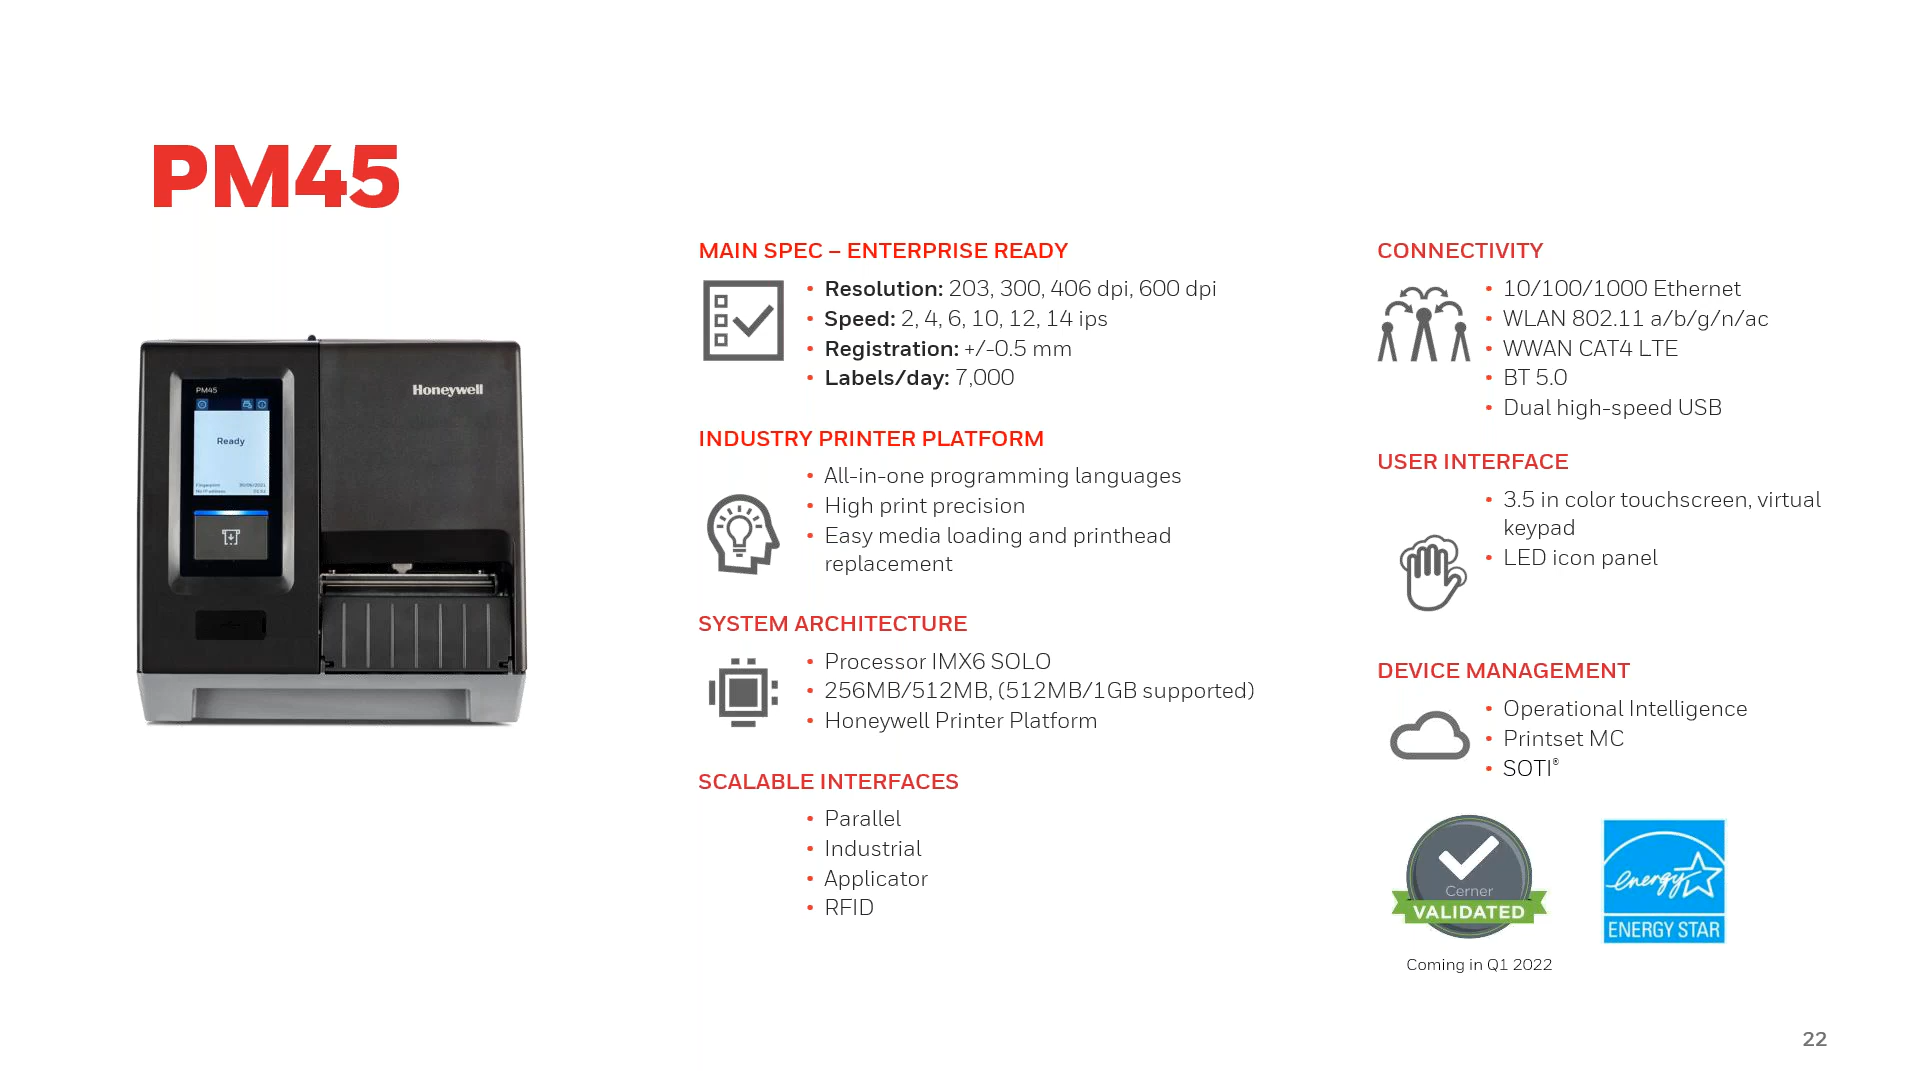 PM45
PM45
Honeywell
Ready
MAIN SPEC – ENTERPRISE READY
• Resolution: 203, 300, 406 dpi, 600 dpi
• Speed: 2, 4, 6, 10, 12, 14 ips
• Registration: +/-0.5 mm
• Labels/day: 7,000
INDUSTRY PRINTER PLATFORM
• All-in-one programming languages
• High print precision
• Easy media loading and printhead
replacement
SYSTEM ARCHITECTURE
• Processor IMX6 SOLO
• 256MB/512MB, (512MB/1GB supported)
• Honeywell Printer Platform
SCALABLE INTERFACES
• Parallel
• Industrial
• Applicator
• RFID
CONNECTIVITY
• 10/100/1000 Ethernet
• WLAN 802.11 a/b/g/n/ac
• WWAN CAT4 LTE
• BT 5.0
• Dual high-speed USB
USER INTERFACE
• 3.5 in color touchscreen, virtual
keypad
• LED icon panel
DEVICE MANAGEMENT
• Operational Intelligence
• Printset MC
• SOTI®
Cerner
VALIDATED
Coming in Q1 2022
energy
ENERGY STAR
22